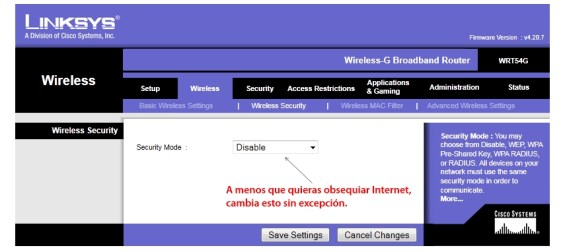 LINKSYS®
A Division of Cisco Systems, Inc.
Firmware Version : v4.20.7
Wireless-G Broadband Router
WRT54G
Wireless
Setup
Wireless
Security
Access Restrictions
Applications
& Gaming
Administration
Status
Basic Wireless Settings | Wireless Security | Wireless MAC Filter | Advanced Wireless Settings
Wireless Security
Security Mode :
Disable
A menos que quieras obsequiar Internet,
cambia esto sin excepción.
Security Mode : You may
choose from Disable, WEP, WPA
Pre-Shared Key, WPA RADIUS,
or RADIUS. All devices on your
network must use the same
security mode in order to
communicate.
More...
Save Settings
Cancel Changes
CISCO SYSTEMS